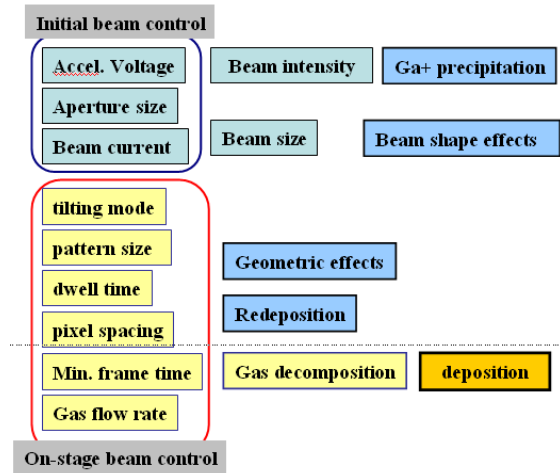 Initial beam control
Accel. Voltage
Beam intensity
Ga+ precipitation
Aperture size
Beam current
Beam size
Beam shape effects
tilting mode
pattern size
Geometric effects
dwell time
Redeposition
pixel spacing
Min. frame time
Gas decomposition
deposition
Gas flow rate
On-stage beam control